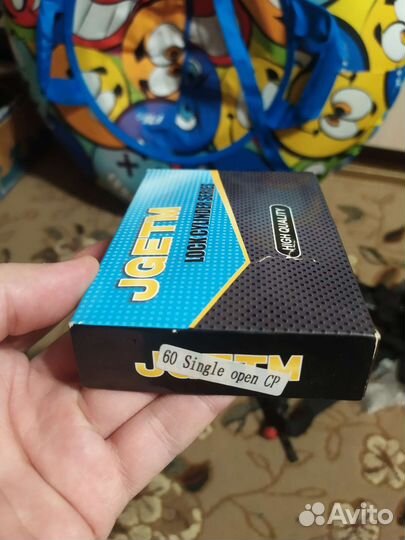 JGETM
LOCK CYLINDER SERIES
HIGH QUALITY
JGETM
60 Single open CP
Avito